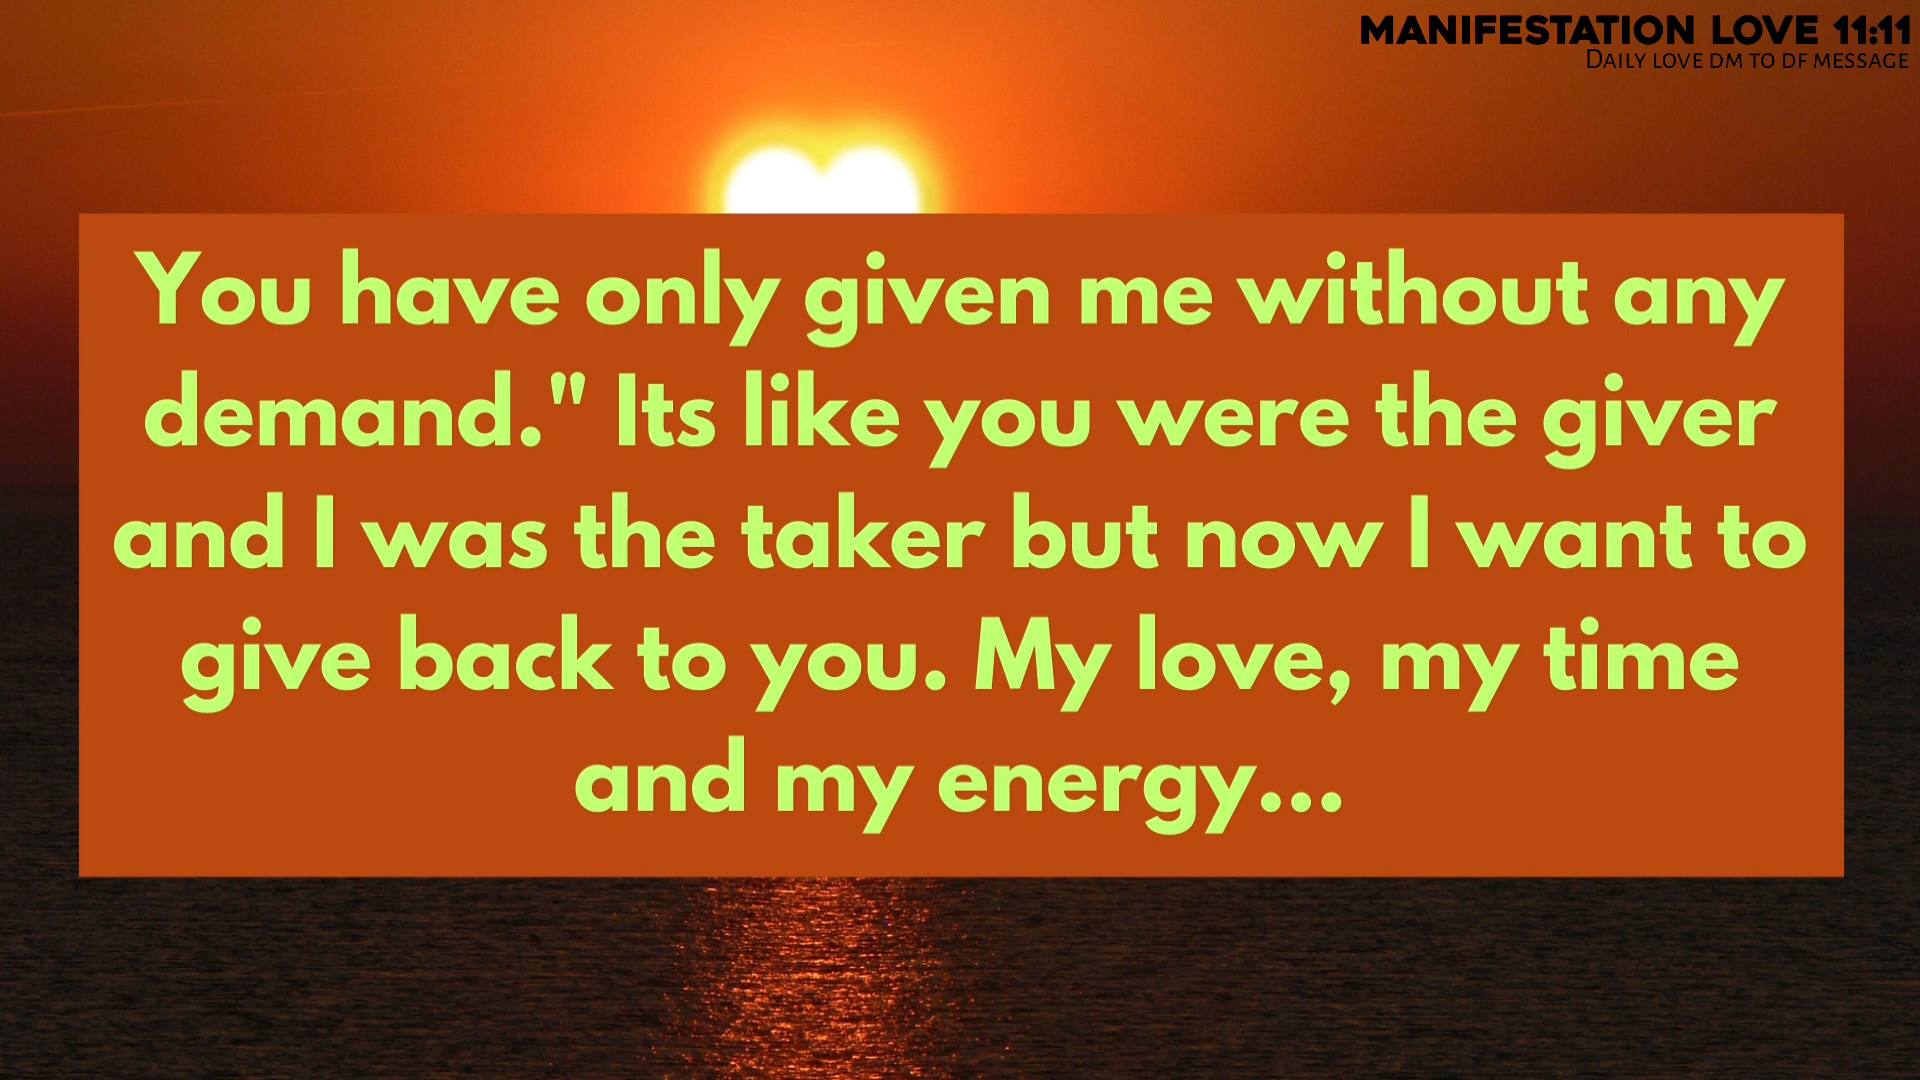 MANIFESTATION LOVE 11:11
DAILY LOVE DM TO DF MESSAGE
You have only given me without any
demand." Its like you were the giver
and I was the taker but now I want to
give back to you. My love, my time
and my energy...